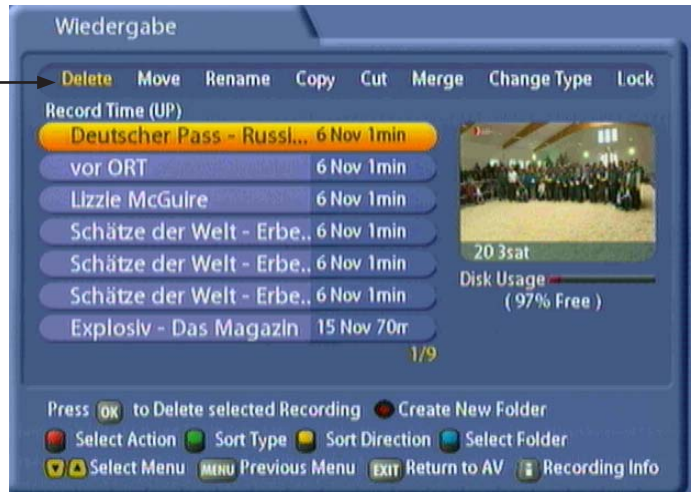 Wiedergabe
Delete Move Rename Copy Cut Merge Change Type Lock
Record Time (UP)
Deutscher Pass - Russi... 6 Nov 1min
vor ORT 6 Nov 1min
Lizzie McGuire 6 Nov 1min
Schätze der Welt - Erbe.. 6 Nov 1min
Schätze der Welt - Erbe.. 6 Nov 1min
Schätze der Welt - Erbe.. 6 Nov 1min
Explosiv - Das Magazin 15 Nov 70m
1/9
20 3sat
Disk Usage
( 97% Free )
Press OK to Delete selected Recording Create New Folder
Select Action Sort Type Sort Direction Select Folder
Select Menu MENU Previous Menu EXIT Return to AV i Recording Info